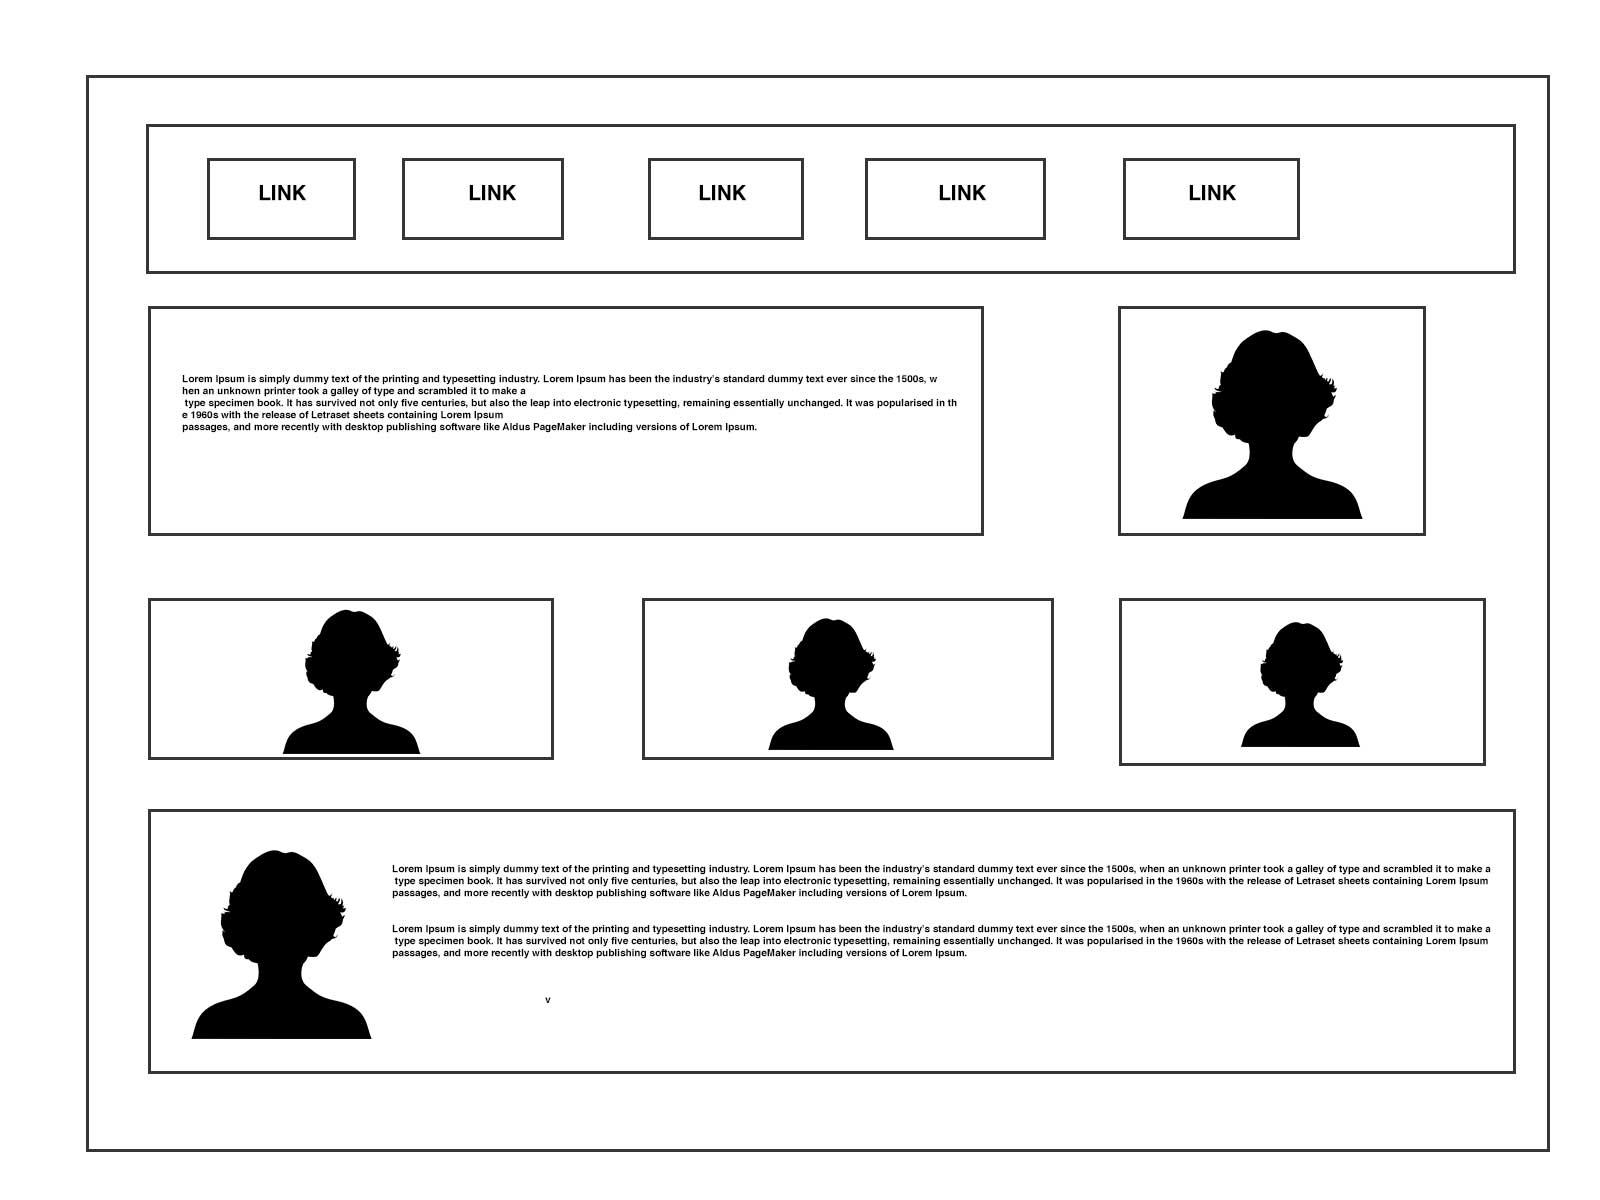 LINK LINK LINK LINK LINK
Lorem Ipsum is simply dummy text of the printing and typesetting industry. Lorem Ipsum has been the industry's standard dummy text ever since the 1500s, w
hen an unknown printer took a galley of type and scrambled it to make a
type specimen book. It has survived not only five centuries, but also the leap into electronic typesetting, remaining essentially unchanged. It was popularised in th
e 1960s with the release of Letraset sheets containing Lorem Ipsum
passages, and more recently with desktop publishing software like Aldus PageMaker including versions of Lorem Ipsum.
Lorem Ipsum is simply dummy text of the printing and typesetting industry. Lorem Ipsum has been the industry's standard dummy text ever since the 1500s, when an unknown printer took a galley of type and scrambled it to make a
type specimen book. It has survived not only five centuries, but also the leap into electronic typesetting, remaining essentially unchanged. It was popularised in the 1960s with the release of Letraset sheets containing Lorem Ipsum
passages, and more recently with desktop publishing software like Aldus PageMaker including versions of Lorem Ipsum.
Lorem Ipsum is simply dummy text of the printing and typesetting industry. Lorem Ipsum has been the industry's standard dummy text ever since the 1500s, when an unknown printer took a galley of type and scrambled it to make a
type specimen book. It has survived not only five centuries, but also the leap into electronic typesetting, remaining essentially unchanged. It was popularised in the 1960s with the release of Letraset sheets containing Lorem Ipsum
passages, and more recently with desktop publishing software like Aldus PageMaker including versions of Lorem Ipsum.
v